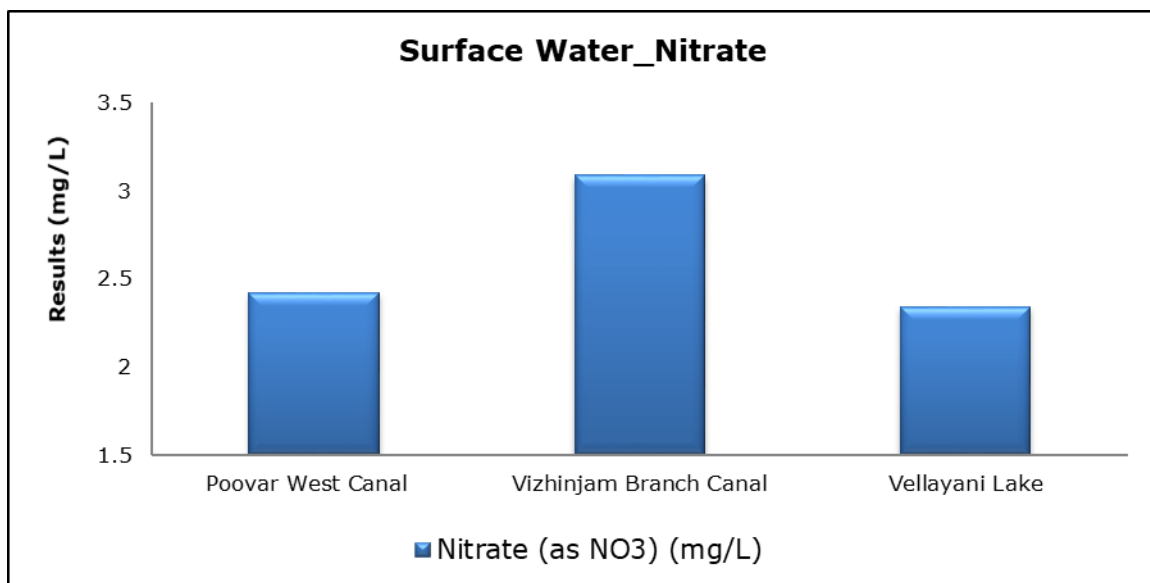 Surface Water_Nitrate
Results (mg/L)
3.5
3
2.5
2
1.5
Poovar West Canal
Vizhinjam Branch Canal
Vellayani Lake
Nitrate (as NO3) (mg/L)